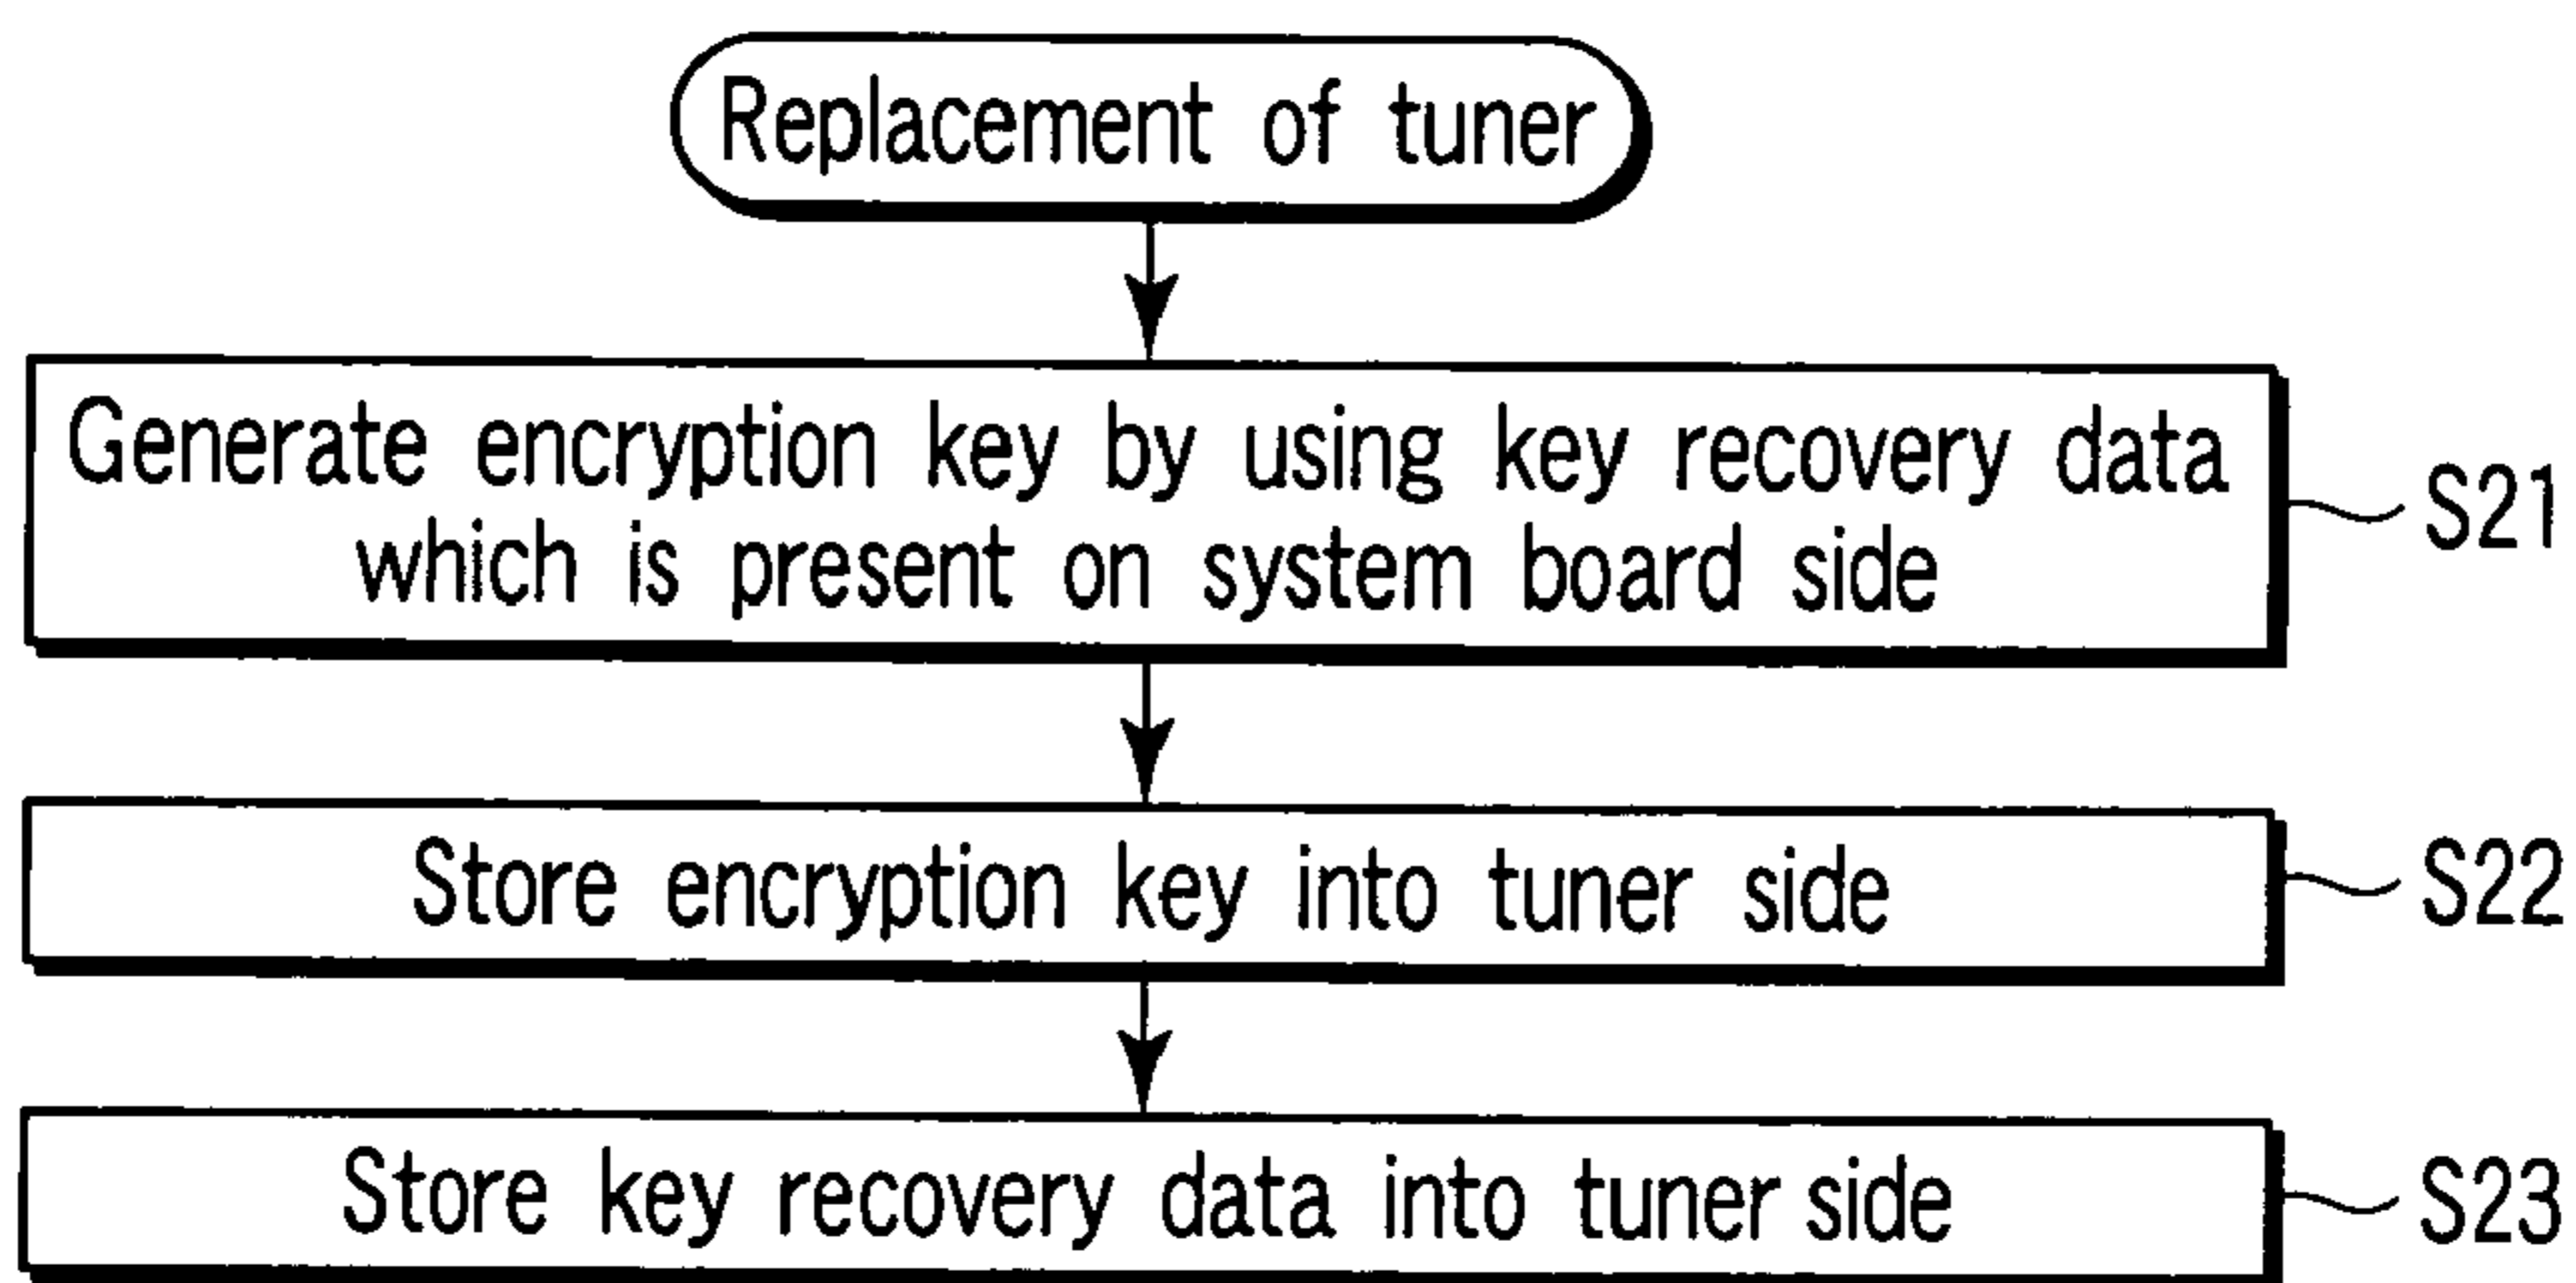 Replacement of tuner
Generate encryption key by using key recovery data
which is present on system board side
S21
Store encryption key into tuner side
S22
Store key recovery data into tuner side
S23